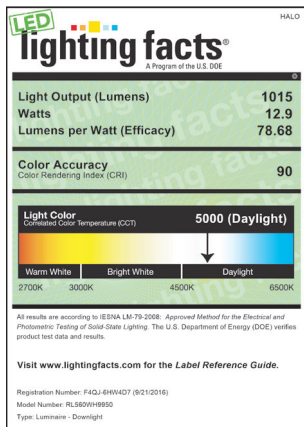 HALO
LED
lighting facts®
A Program of the U.S. DOE
Light Output (Lumens) 1015
Watts 12.9
Lumens per Watt (Efficacy) 78.68
Color Accuracy
Color Rendering Index (CRI) 90
Light Color
Correlated Color Temperature (CCT) 5000 (Daylight)
Warm White Bright White Daylight
2700K 3000K 4500K 6500K
All results are according to IESNA LM-79-2008: Approved Method for the Electrical and
Photometric Testing of Solid-State Lighting. The U.S. Department of Energy (DOE) verifies
product test data and results.
Visit www.lightingfacts.com for the Label Reference Guide.
Registration Number: F4QJ-6HW4D7 (9/21/2016)
Model Number: RLS60WH9950
Type: Luminaire - Downlight